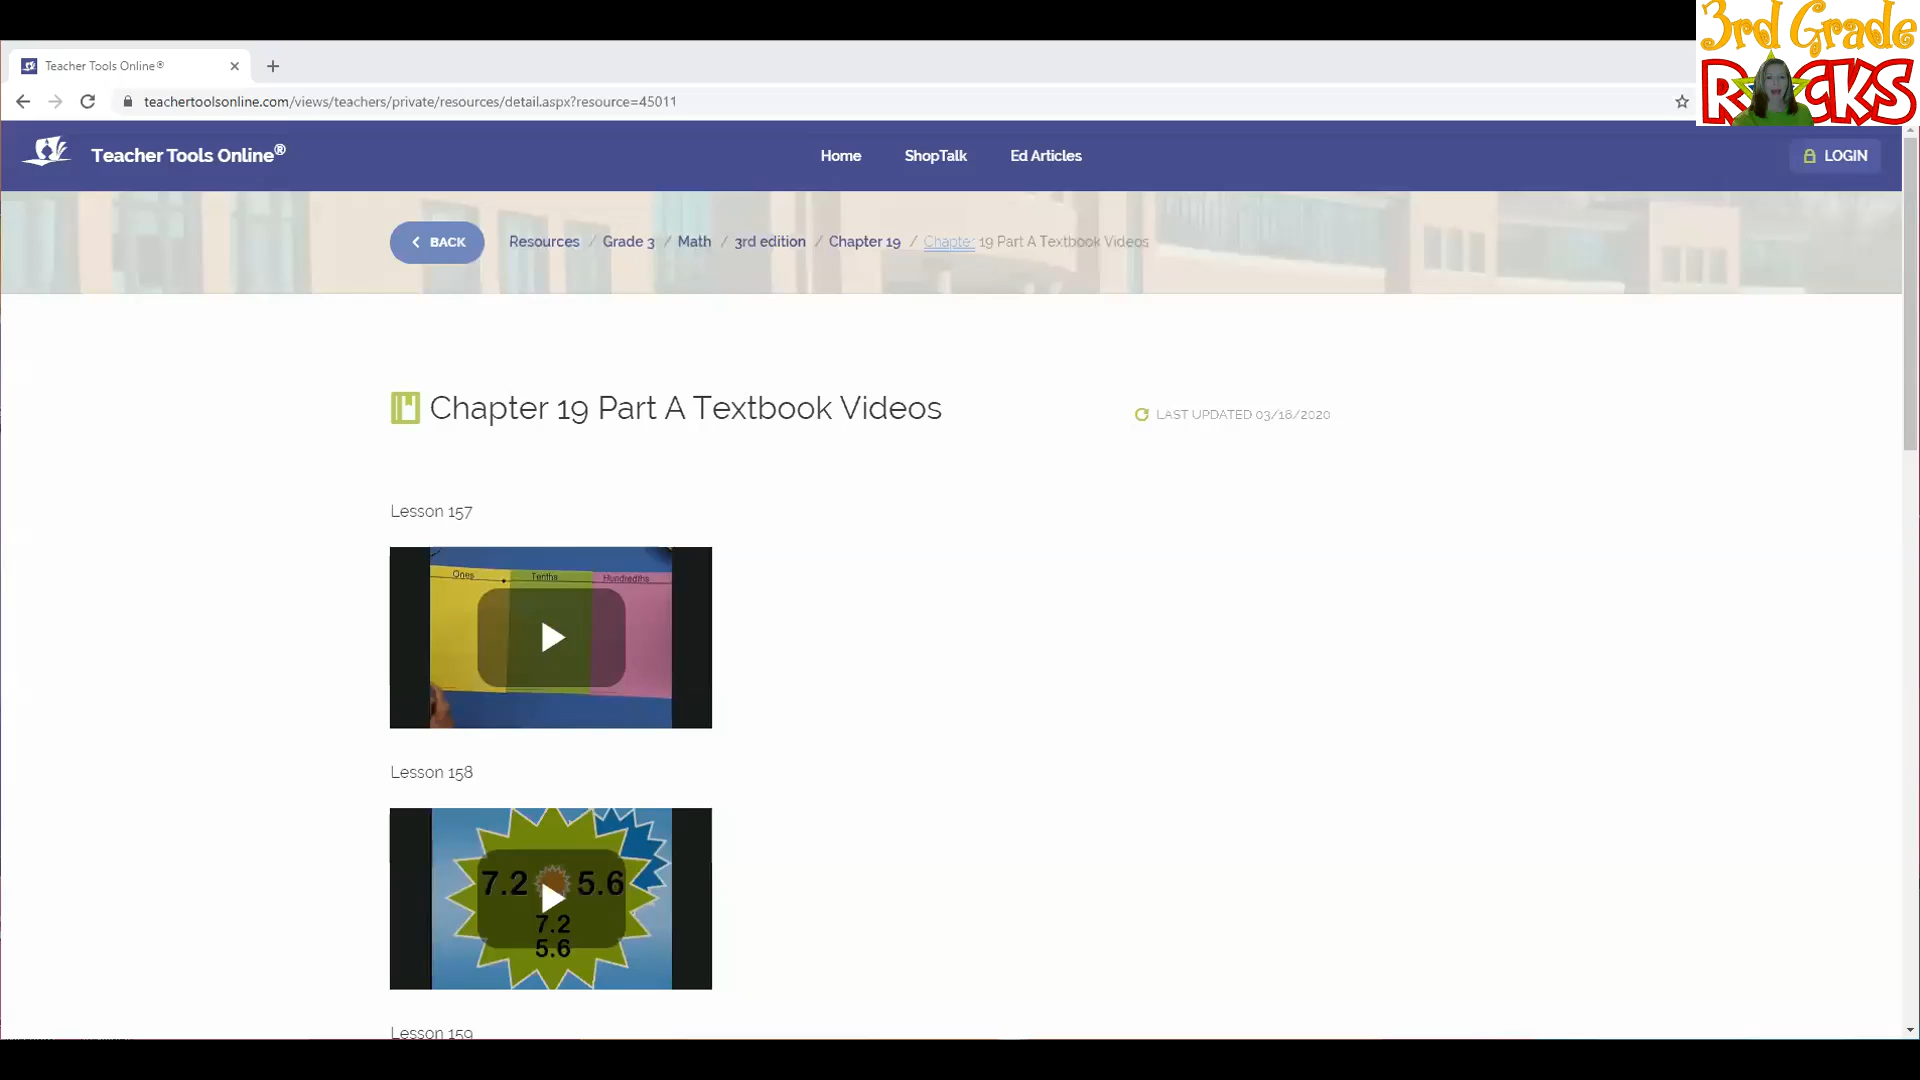 3rd Grade
ROCKS
Teacher Tools Online®
teachertoolsonline.com/views/teachers/private/resources/detail.aspx?resource=45011
Teacher Tools Online®
Home
ShopTalk
Ed Articles
LOGIN
BACK
Resources / Grade 3 / Math / 3rd edition / Chapter 19 / Chapter 19 Part A Textbook Videos
Chapter 19 Part A Textbook Videos
LAST UPDATED 03/16/2020
Lesson 157
Ones Tenths Hundredths
Lesson 158
7.2 5.6
7.2
5.6
Lesson 159